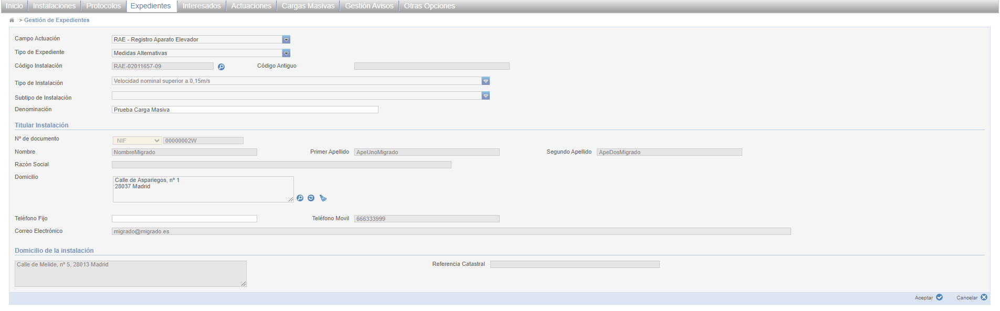 Inicio Instalaciones Protocolos Expedientes Interesados Actuaciones Cargas Masivas Gestión Avisos Otras Opciones
> Gestión de Expedientes
Campo Actuación RAE - Registro Aparato Elevador
Tipo de Expediente Medidas Alternativas
Código Instalación RAE-02011657-09 Código Antiguo
Tipo de Instalación Velocidad nominal superior a 0,15m/s
Subtipo de Instalación
Denominación Prueba Carga Masiva
Titular Instalación
Nº de documento NIF 00000002W
Nombre NombreMigrado Primer Apellido ApeUnoMigrado Segundo Apellido ApeDosMigrado
Razón Social
Domicilio Calle de Aspariegos, nº 1
28037 Madrid
Teléfono Fijo Teléfono Movil 666333999
Correo Electrónico migrado@migrado.es
Domicilio de la instalación
Calle de Melide, nº 5, 28013 Madrid Referencia Catastral
Aceptar Cancelar